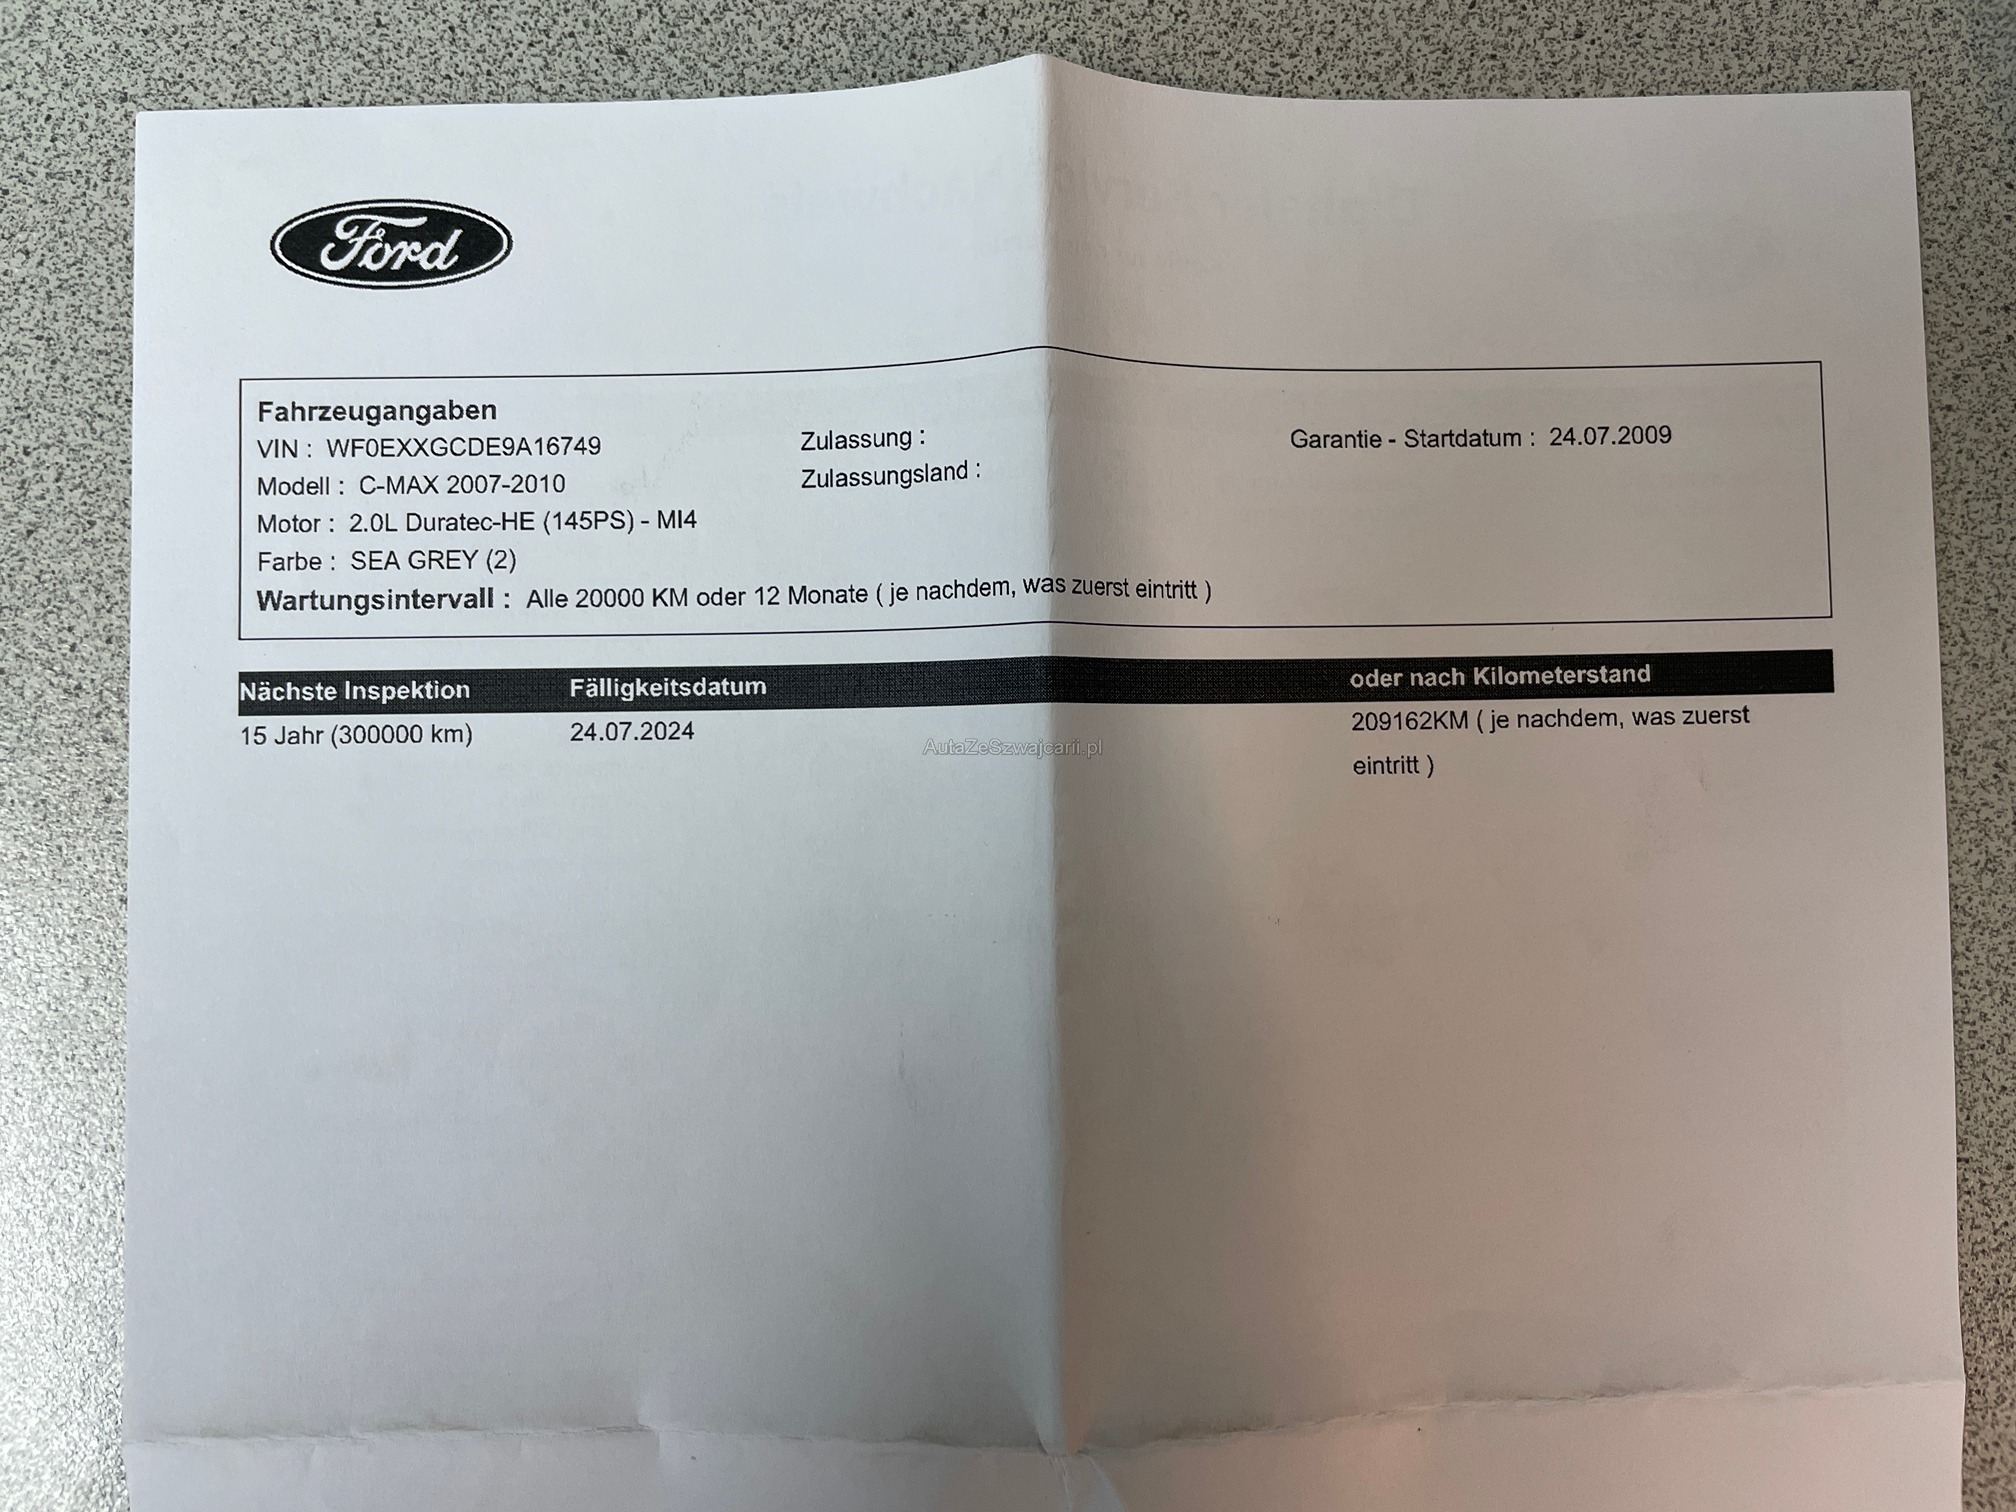 Ford
Fahrzeugangaben
VIN : WF0EXXGCDE9A16749
Zulassung :
Garantie - Startdatum : 24.07.2009
Modell : C-MAX 2007-2010
Zulassungsland :
Motor : 2.0L Duratec-HE (145PS) - MI4
Farbe : SEA GREY (2)
Wartungsintervall : Alle 20000 KM oder 12 Monate ( je nachdem, was zuerst eintritt )
Nächste Inspektion Fälligkeitsdatum oder nach Kilometerstand
15 Jahr (300000 km) 24.07.2024 209162KM ( je nachdem, was zuerst
eintritt )
AutaZeSzwajcarii.pl